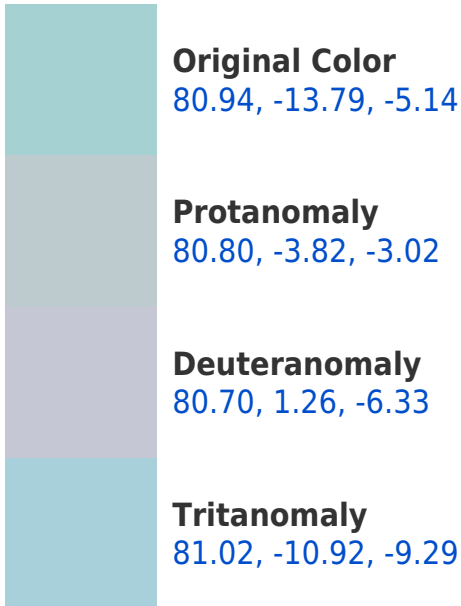 Original Color
80.94, -13.79, -5.14
Protanomaly
80.80, -3.82, -3.02
Deuteranomaly
80.70, 1.26, -6.33
Tritanomaly
81.02, -10.92, -9.29